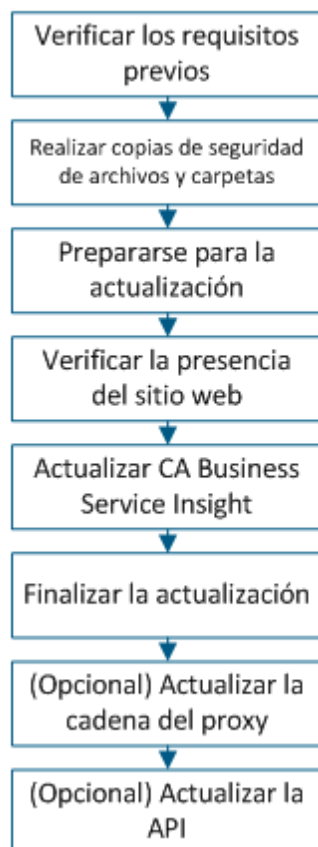 Verificar los requisitos
previos
Realizar copias de seguridad
de archivos y carpetas
Prepararse para la
actualización
Verificar la presencia
del sitio web
Actualizar CA Business
Service Insight
Finalizar la actualización
(Opcional) Actualizar la
cadena del proxy
(Opcional) Actualizar la
API